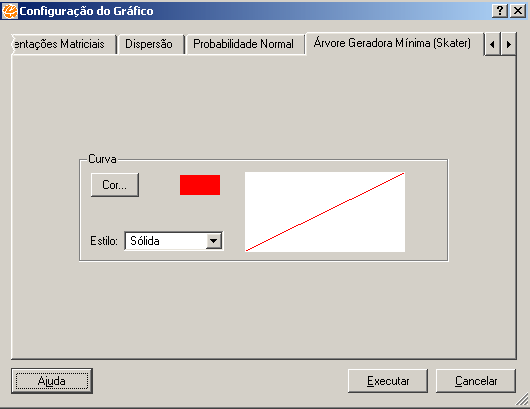 Configuração do Gráfico
entações Matriciais Dispersão Probabilidade Normal Árvore Geradora Mínima (Skater)
Curva
Cor...
Estilo: Sólida
Ajuda Executar Cancelar